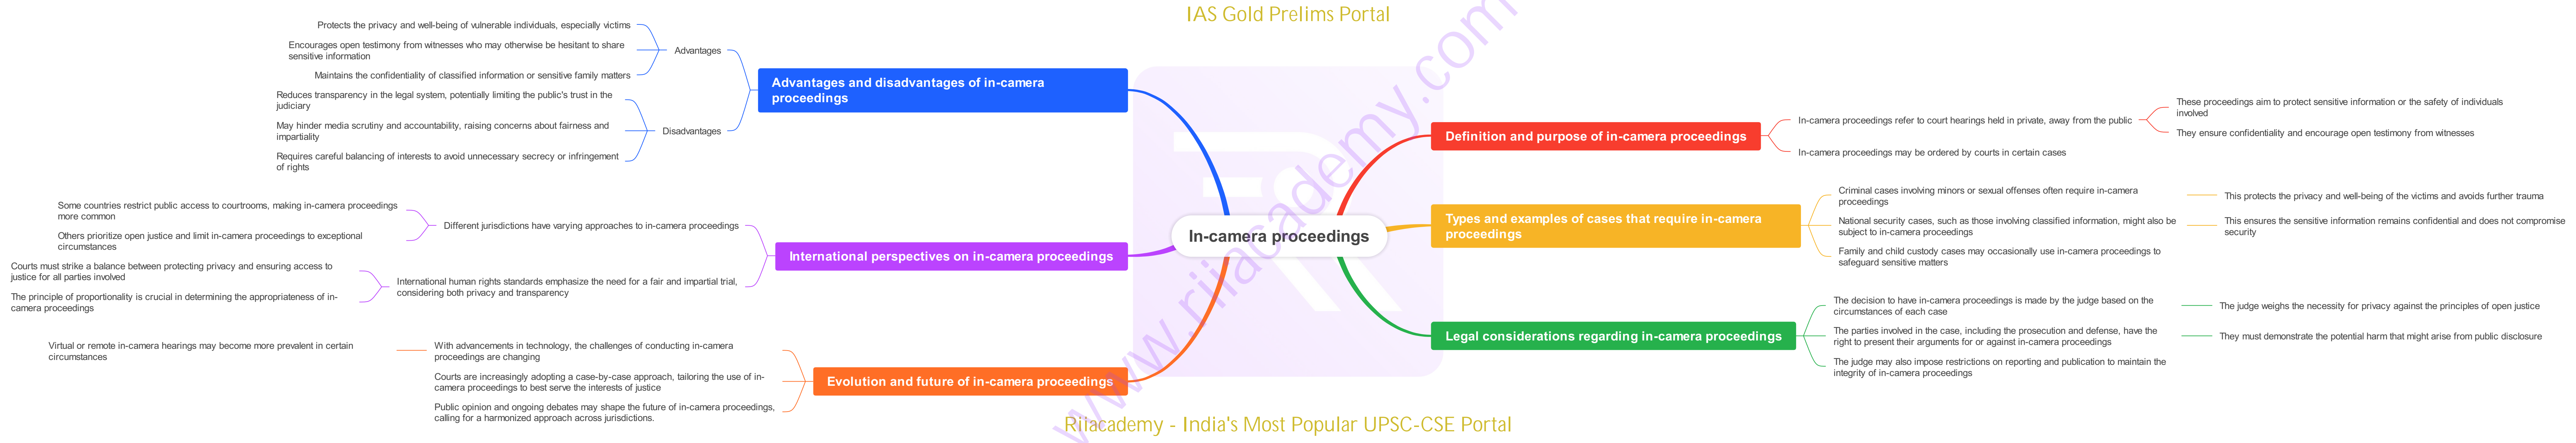 IAS Gold Prelims Portal
In-camera proceedings
Definition and purpose of in-camera proceedings
In-camera proceedings refer to court hearings held in private, away from the public
These proceedings aim to protect sensitive information or the safety of individuals
involved
They ensure confidentiality and encourage open testimony from witnesses
In-camera proceedings may be ordered by courts in certain cases
Types and examples of cases that require in-camera
proceedings
Criminal cases involving minors or sexual offenses often require in-camera
proceedings
This protects the privacy and well-being of the victims and avoids further trauma
National security cases, such as those involving classified information, might also be
subject to in-camera proceedings
This ensures the sensitive information remains confidential and does not compromise
security
Family and child custody cases may occasionally use in-camera proceedings to
safeguard sensitive matters
Legal considerations regarding in-camera proceedings
The decision to have in-camera proceedings is made by the judge based on the
circumstances of each case
The judge weighs the necessity for privacy against the principles of open justice
The parties involved in the case, including the prosecution and defense, have the
right to present their arguments for or against in-camera proceedings
They must demonstrate the potential harm that might arise from public disclosure
The judge may also impose restrictions on reporting and publication to maintain the
integrity of in-camera proceedings
Advantages and disadvantages of in-camera
proceedings
Advantages
Protects the privacy and well-being of vulnerable individuals, especially victims
Encourages open testimony from witnesses who may otherwise be hesitant to share
sensitive information
Maintains the confidentiality of classified information or sensitive family matters
Disadvantages
Reduces transparency in the legal system, potentially limiting the public's trust in the
judiciary
May hinder media scrutiny and accountability, raising concerns about fairness and
impartiality
Requires careful balancing of interests to avoid unnecessary secrecy or infringement
of rights
International perspectives on in-camera proceedings
Different jurisdictions have varying approaches to in-camera proceedings
Some countries restrict public access to courtrooms, making in-camera proceedings
more common
Others prioritize open justice and limit in-camera proceedings to exceptional
circumstances
International human rights standards emphasize the need for a fair and impartial trial,
considering both privacy and transparency
Courts must strike a balance between protecting privacy and ensuring access to
justice for all parties involved
The principle of proportionality is crucial in determining the appropriateness of in-
camera proceedings
Evolution and future of in-camera proceedings
With advancements in technology, the challenges of conducting in-camera
proceedings are changing
Virtual or remote in-camera hearings may become more prevalent in certain
circumstances
Courts are increasingly adopting a case-by-case approach, tailoring the use of in-
camera proceedings to best serve the interests of justice
Public opinion and ongoing debates may shape the future of in-camera proceedings,
calling for a harmonized approach across jurisdictions.
www.riiacademy.com
Riiacademy - India's Most Popular UPSC-CSE Portal